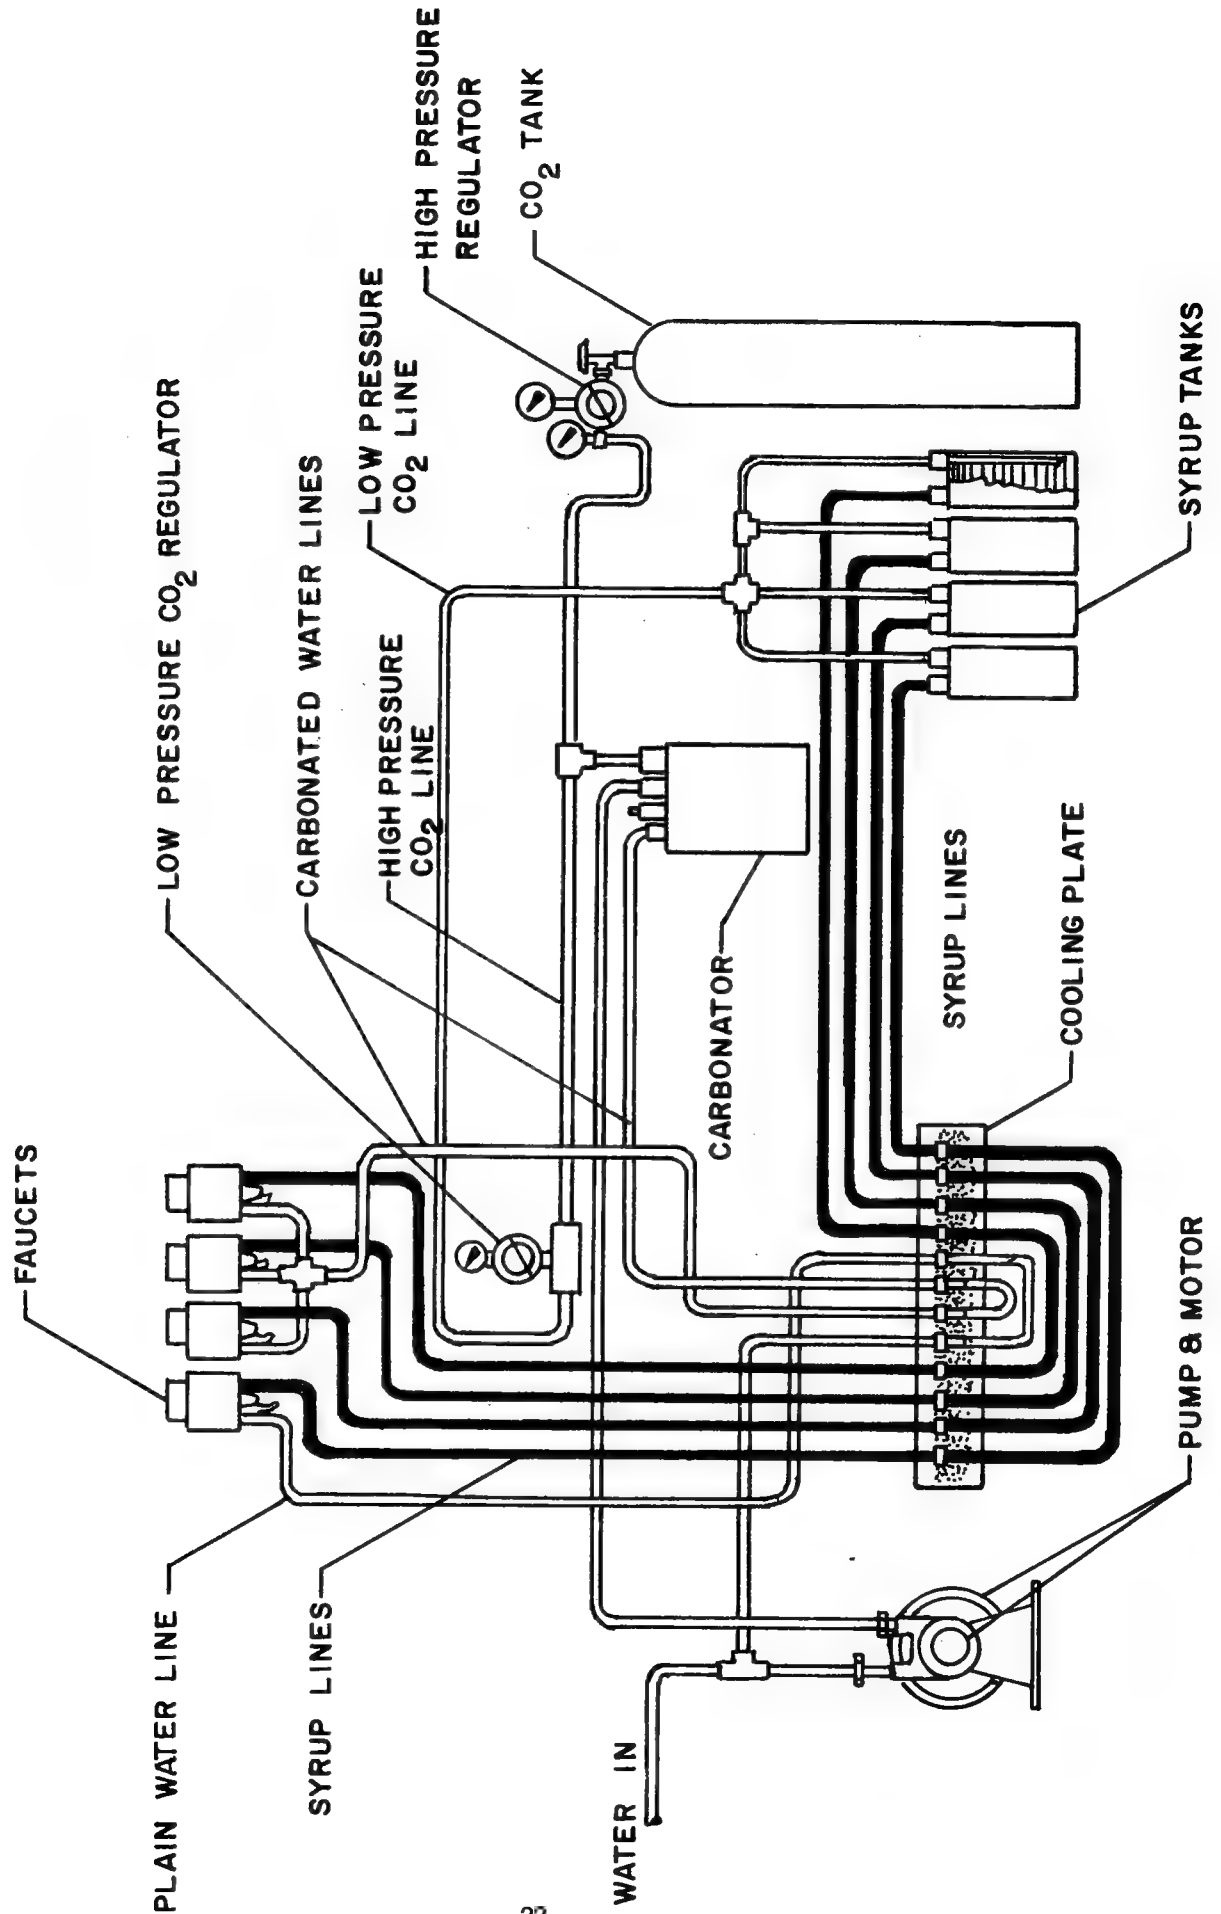 FAUCETS
PLAIN WATER LINE
LOW PRESSURE CO2 REGULATOR
SYRUP LINES
CARBONATED WATER LINES
LOW PRESSURE
CO2 LINE
HIGH PRESSURE
CO2 LINE
HIGH PRESSURE
REGULATOR
CO2 TANK
WATER IN
CARBONATOR
SYRUP LINES
COOLING PLATE
PUMP & MOTOR
SYRUP TANKS